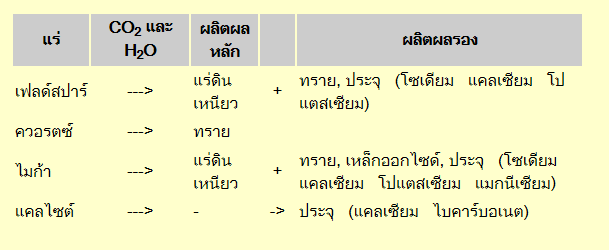 แร่ CO2 และ H2O ผลิตผลหลัก ผลิตผลรอง
เฟลด์สปาร์ ---> แร่ดินเหนียว + ทราย, ประจุ (โซเดียม แคลเซียม โปแตสเซียม)
ควอรตซ์ ---> ทราย
ไมก้า ---> แร่ดินเหนียว + ทราย, เหล็กออกไซด์, ประจุ (โซเดียม แคลเซียม โปแตสเซียม แมกนีเซียม)
แคลไซต์ ---> - -> ประจุ (แคลเซียม ไบคาร์บอเนต)